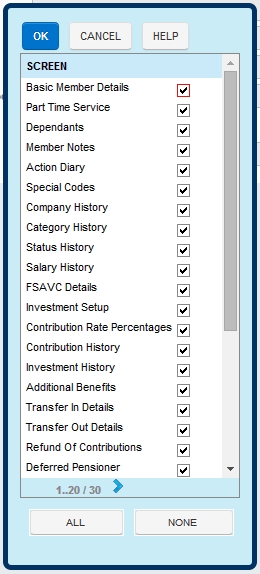 OK CANCEL HELP
SCREEN
Basic Member Details
Part Time Service
Dependants
Member Notes
Action Diary
Special Codes
Company History
Category History
Status History
Salary History
FSAVC Details
Investment Setup
Contribution Rate Percentages
Contribution History
Investment History
Additional Benefits
Transfer In Details
Transfer Out Details
Refund Of Contributions
Deferred Pensioner
1..20 / 30
ALL NONE